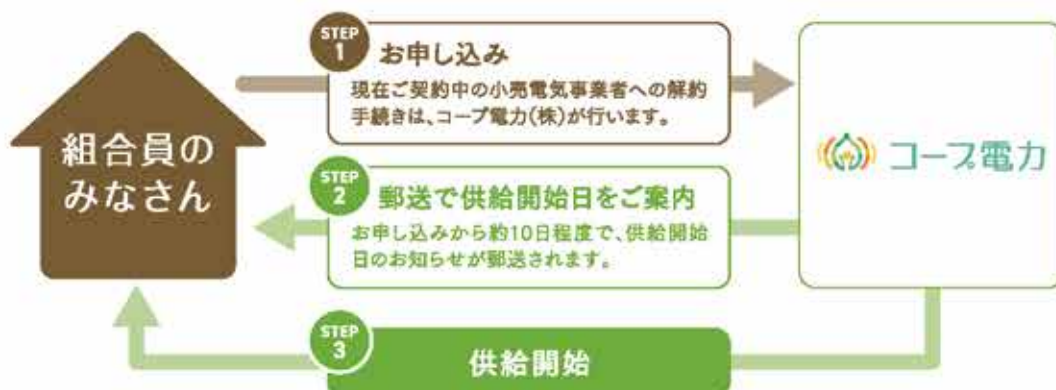 組合員の
みなさん
STEP
1
お申し込み
現在ご契約中の小売電気事業者への解約
手続きは、コープ電力(株)が行います。
コープ電力
STEP
2
郵送で供給開始日をご案内
お申し込みから約10日程度で、供給開始
日のお知らせが郵送されます。
STEP
3
供給開始